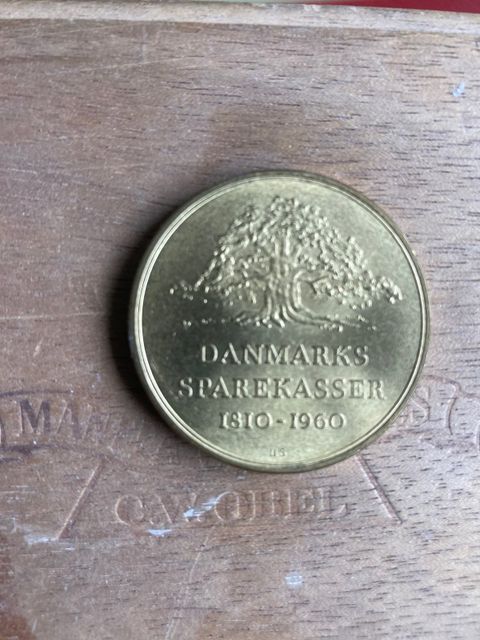 DANMARKS
SPAREKASSER
1810-1960
C.W. OBEL